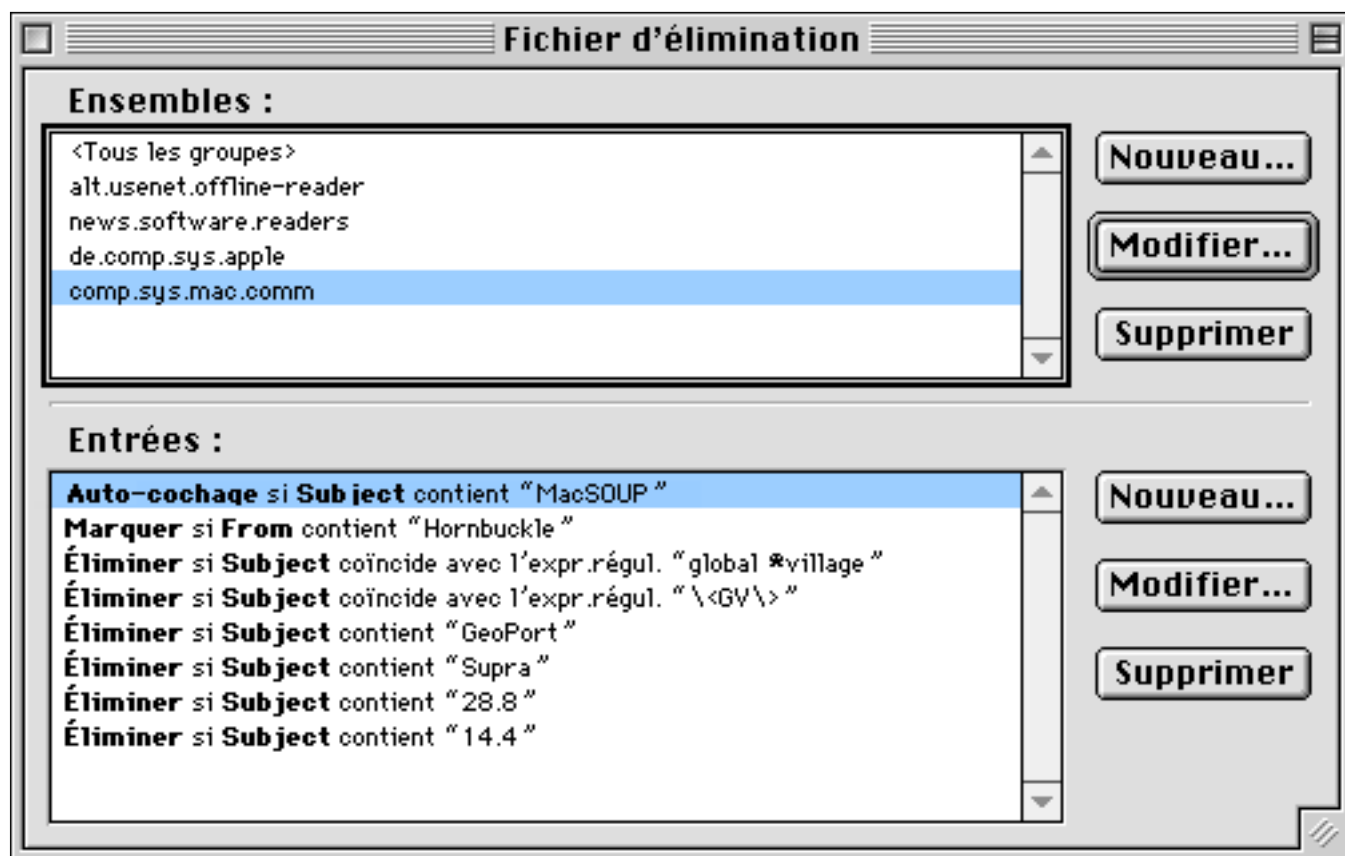 Fichier d'élimination
Ensembles :
<Tous les groupes>
alt.usenet.offline-reader
news.software.readers
de.comp.sys.apple
comp.sys.mac.comm
Nouveau...
Modifier...
Supprimer
Entrées :
Auto-cochage si Subject contient "MacSOUP"
Marquer si From contient "Hornbuckle"
Éliminer si Subject coïncide avec l'expr.régul. "global *village"
Éliminer si Subject coïncide avec l'expr.régul. "\<GV\>"
Éliminer si Subject contient "GeoPort"
Éliminer si Subject contient "Supra"
Éliminer si Subject contient "28.8"
Éliminer si Subject contient "14.4"
Nouveau...
Modifier...
Supprimer